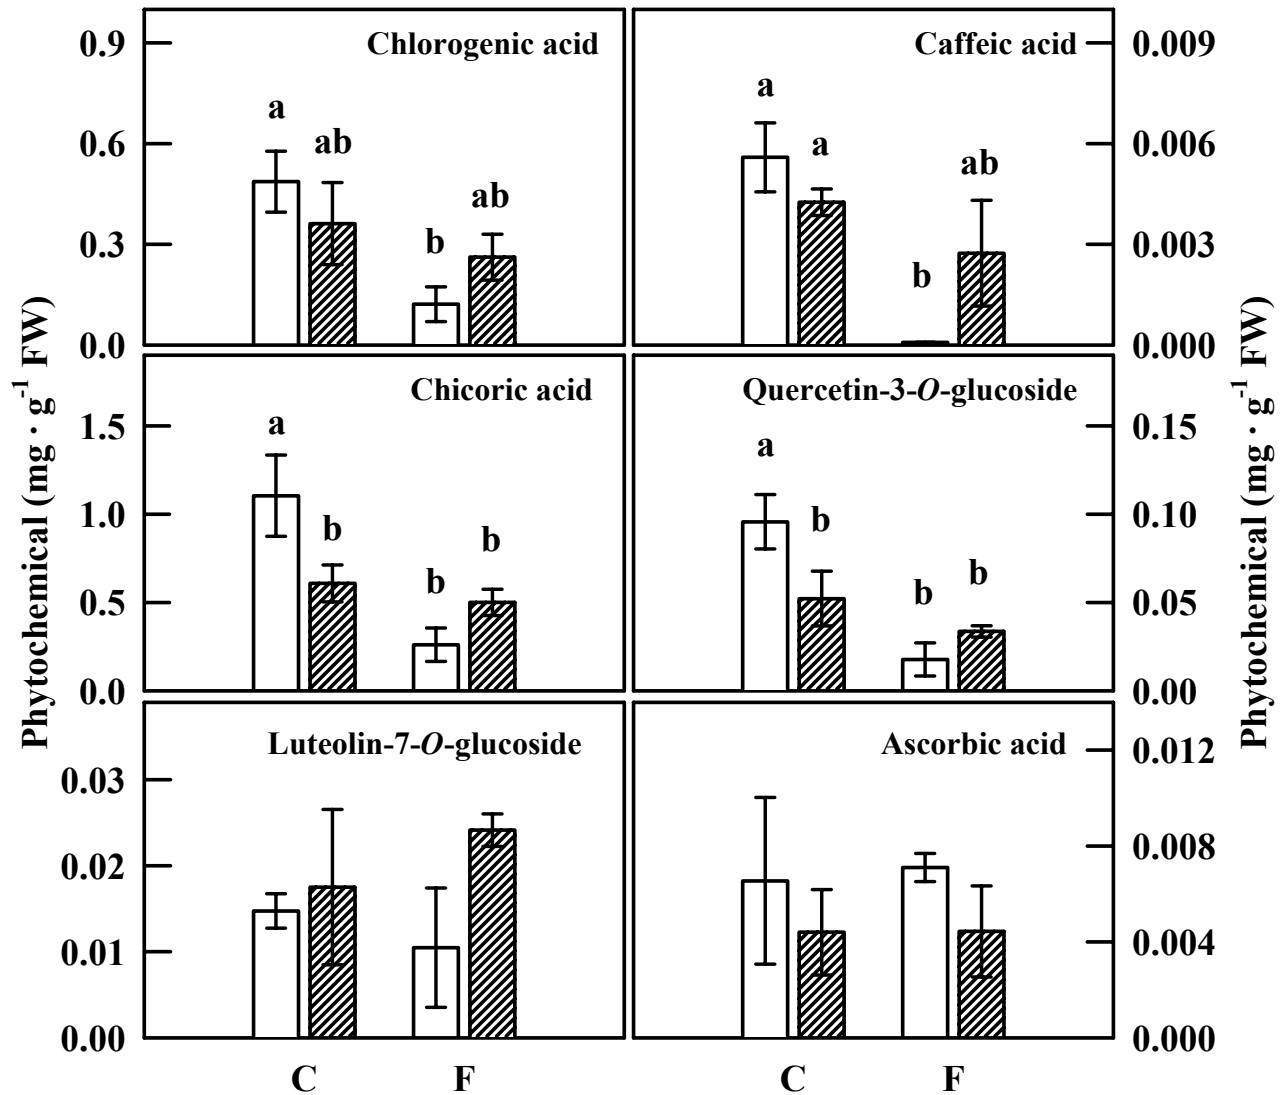 Chlorogenic acid
0.9
0.6
0.3
0.0
a
ab
b
ab
Caffeic acid
0.009
0.006
0.003
0.000
a
a
b
ab
Chicoric acid
1.5
1.0
0.5
0.0
a
b
b
b
Quercetin-3-O-glucoside
0.15
0.10
0.05
0.00
a
b
b
b
Luteolin-7-O-glucoside
0.03
0.02
0.01
0.00
Ascorbic acid
0.012
0.008
0.004
0.000
C
F
C
F
Phytochemical (mg · g⁻¹ FW)
Phytochemical (mg · g⁻¹ FW)